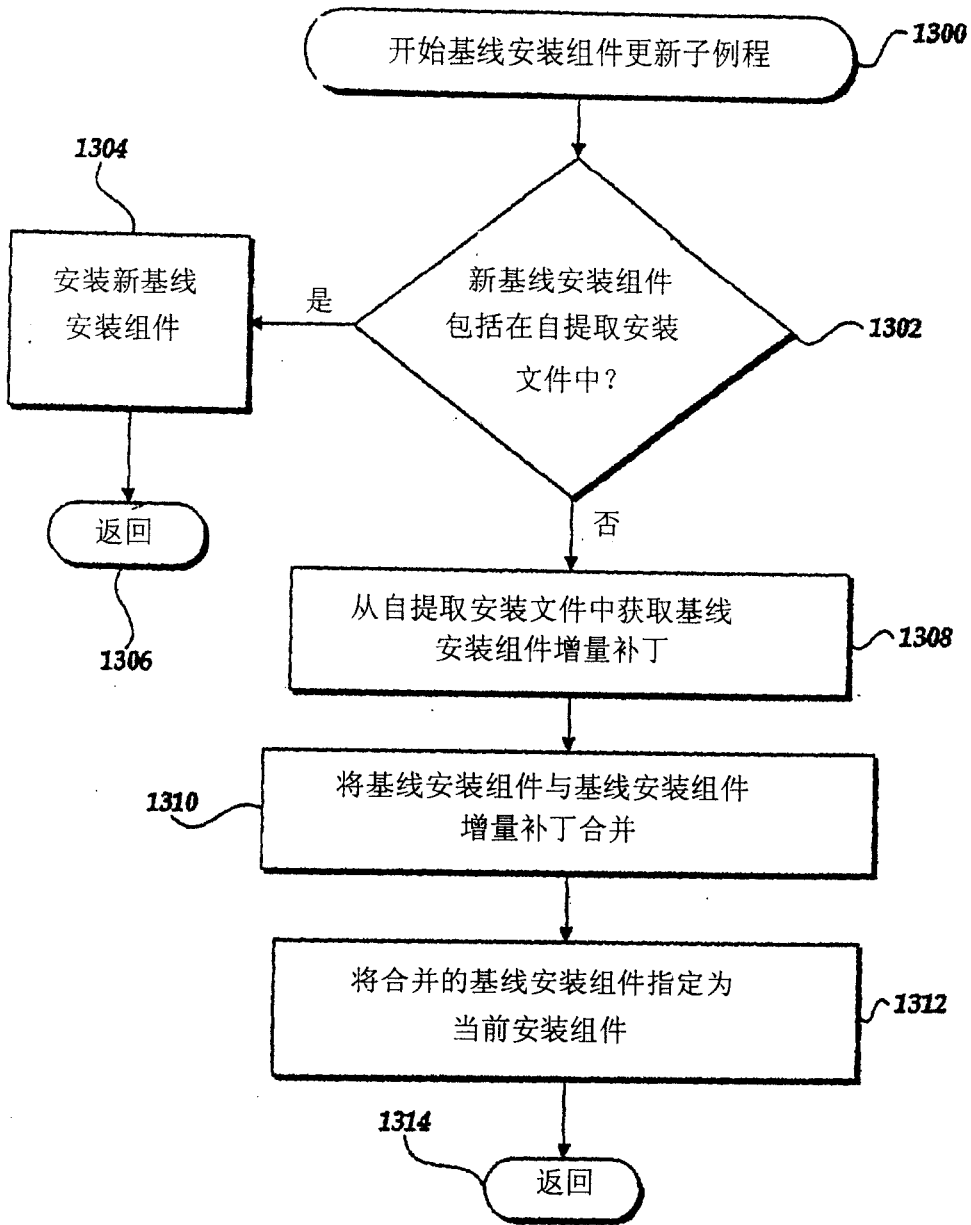 开始基线安装组件更新子例程
1300
1304
安装新基线
安装组件
是
新基线安装组件
包括在自提取安装
文件中？
1302
返回
1306
否
从自提取安装文件中获取基线
安装组件增量补丁
1308
1310
将基线安装组件与基线安装组件
增量补丁合并
将合并的基线安装组件指定为
当前安装组件
1312
1314
返回